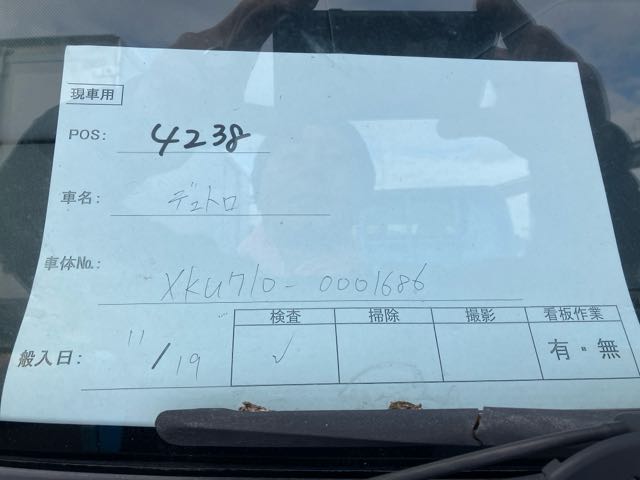 現車用
POS: 4238
車名: デュトロ
車体No.: XKU710-0001686
検査 掃除 撮影 看板作業
般入日: 11/19 ✓ 有・無